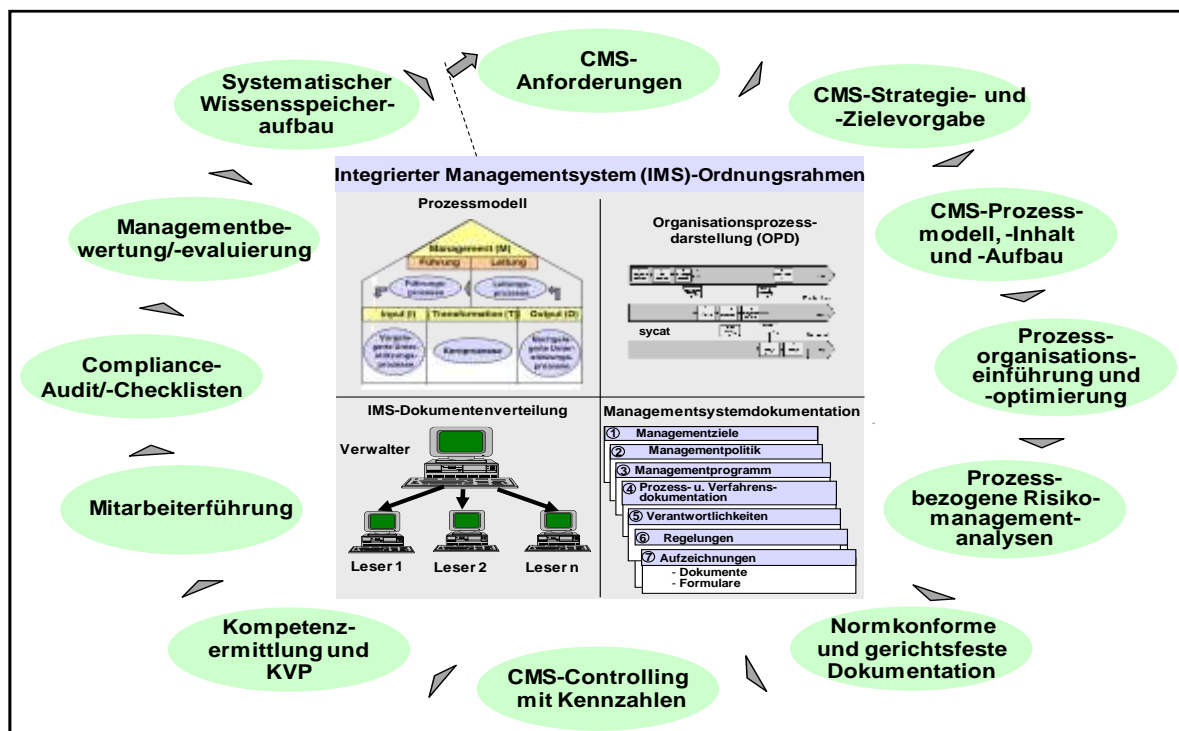 CMS-
Anforderungen
CMS-Strategie- und
-Zielevorgabe
CMS-Prozess-
modell, -Inhalt
und -Aufbau
Prozess-
organisations-
einführung und
-optimierung
Prozess-
bezogene Risiko-
management-
analysen
Normkonforme
und gerichtsfeste
Dokumentation
CMS-Controlling
mit Kennzahlen
Kompetenz-
ermittlung und
KVP
Mitarbeiterführung
Compliance-
Audit/-Checklisten
Managementbe-
wertung/-evaluierung
Systematischer
Wissensspeicher-
aufbau
Integrierter Managementsystem (IMS)-Ordnungsrahmen
Prozessmodell
Management (M)
Führung
Leitung
Führungs-
prozesse
Leitungs-
prozesse
Input (I)
Transformation (T)
Output (O)
Kernprozesse
Organisationsprozess-
darstellung (OPD)
sycat
IMS-Dokumentenverteilung
Verwalter
Leser 1
Leser 2
Leser n
Managementsystemdokumentation
1 Managementziele
2 Managementpolitik
3 Managementprogramm
4 Prozess- u. Verfahrens-
dokumentation
5 Verantwortlichkeiten
6 Regelungen
7 Aufzeichnungen
- Dokumente
- Formulare